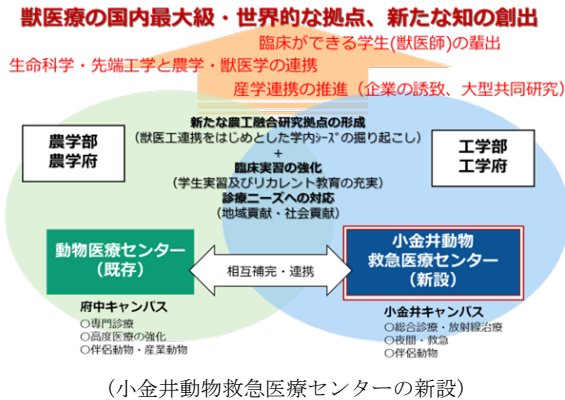 獣医療の国内最大級・世界的な拠点、新たな知の創出
臨床ができる学生(獣医師)の輩出
生命科学・先端工学と農学・獣医学の連携
産学連携の推進（企業の誘致、大型共同研究）
新たな農工融合研究拠点の形成
(獣医工連携をはじめとした学内ｼｰｽﾞの掘り起こし)
+
臨床実習の強化
(学生実習及びリカレント教育の充実)
診療ニーズへの対応
(地域貢献・社会貢献)
農学部
農学府
工学部
工学府
動物医療センター
（既存）
相互補完・連携
小金井動物
救急医療センター
（新設）
府中キャンパス
○専門診療
○高度医療の強化
○伴侶動物・産業動物
小金井キャンパス
○総合診療・放射線治療
○夜間・救急
○伴侶動物
（小金井動物救急医療センターの新設）